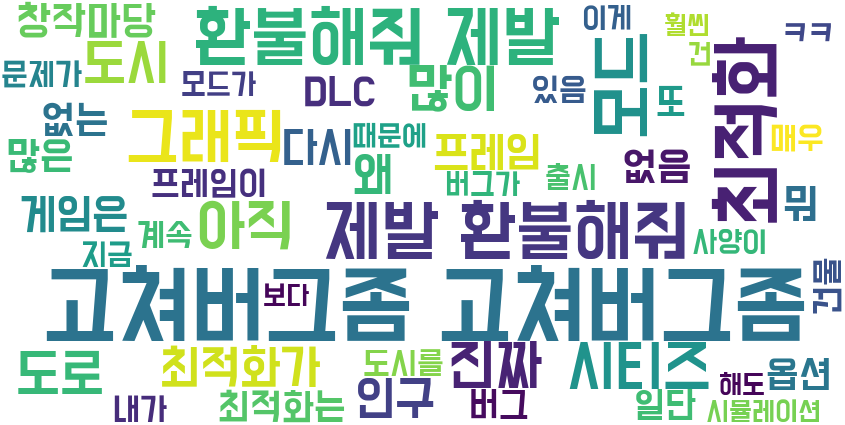 창작마당
환불해줘 제발
이게
훨씬
ㅋㅋ
도시
건
모드
최적화
문제가
모드가
DLC
많이
있음
또
없는
그래픽
다시
때문에
매우
많은
왜
프레임
없음
프레임이
버그가
출시
뭐
게임은
아직
제발 환불해줘
계속
사양이
지금
고쳐버그좀 고쳐버그좀
보다
건물
도로
최적화가
도시를
진짜
시티즈
옵션
인구
해도
내가
최적화는
버그
일단
시뮬레이션